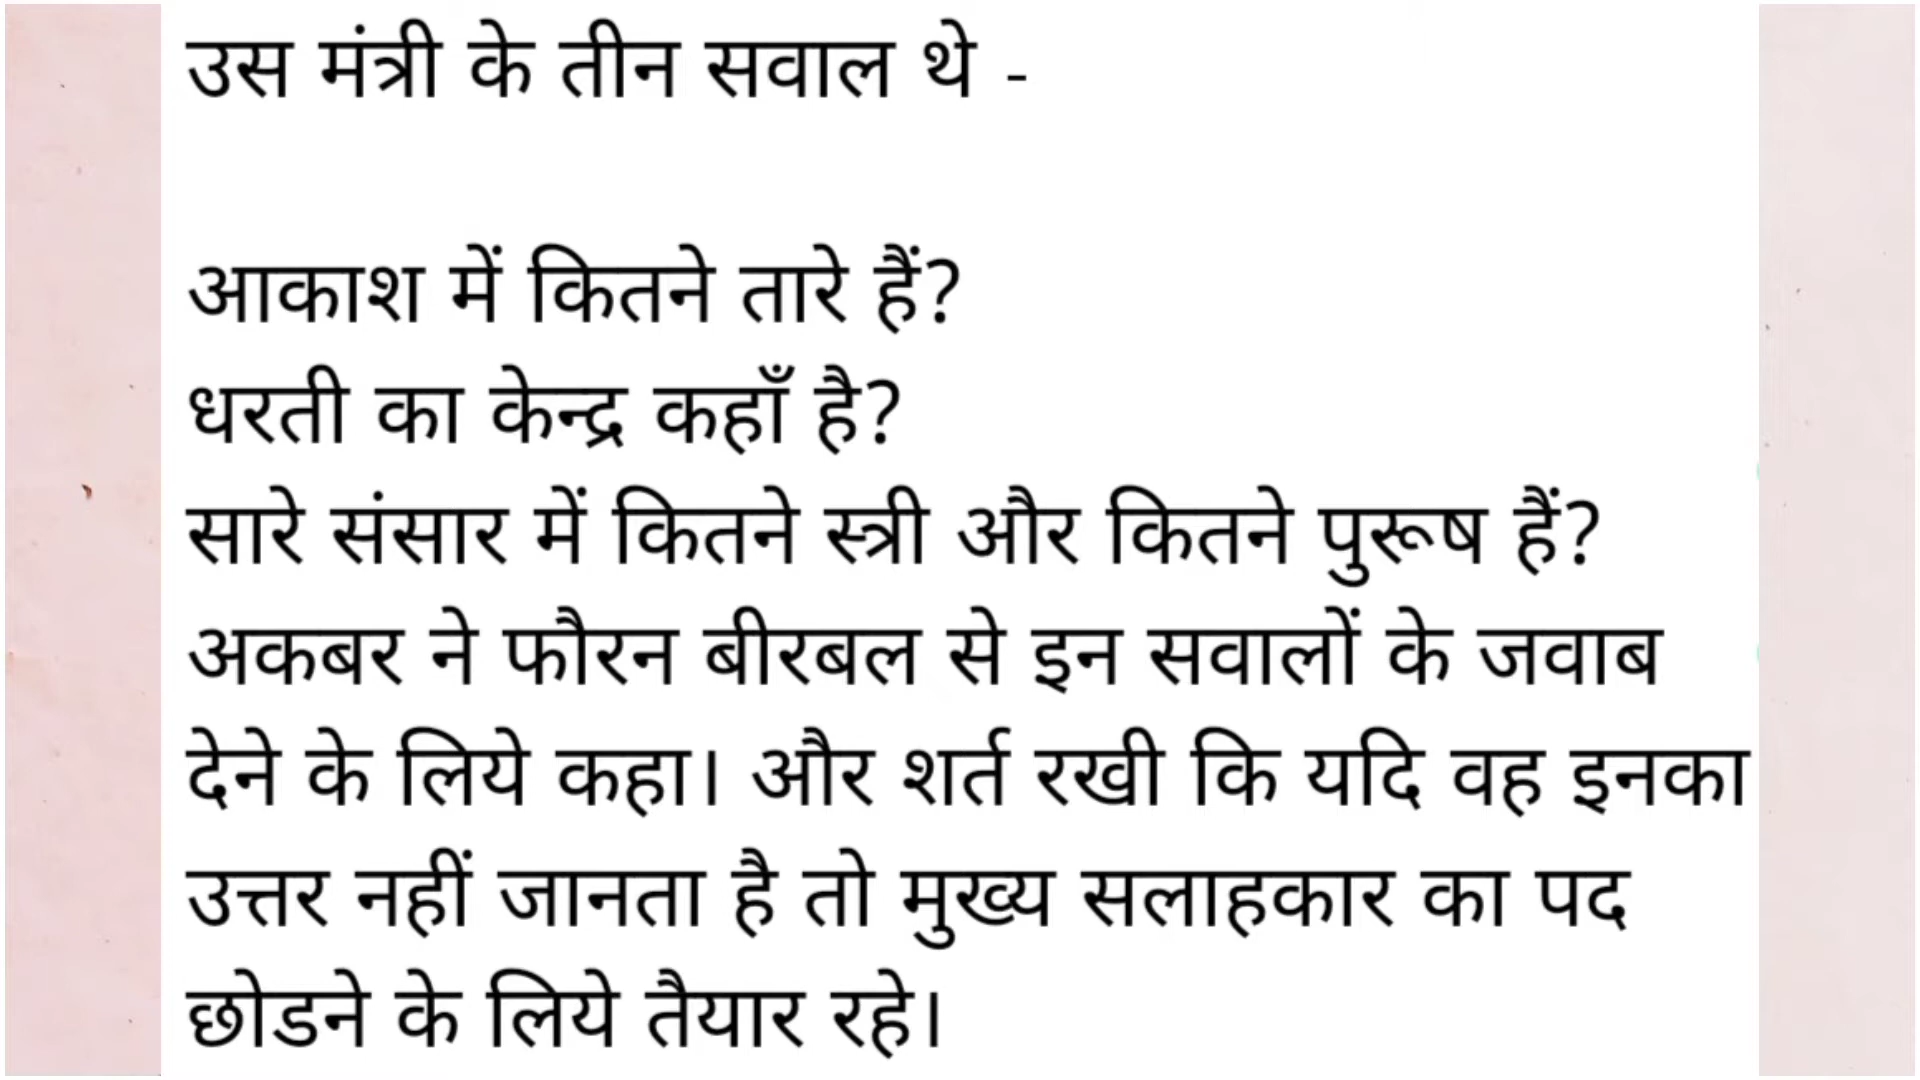 उस मंत्री के तीन सवाल थे -
आकाश में कितने तारे हैं?
धरती का केन्द्र कहाँ है?
सारे संसार में कितने स्त्री और कितने पुरूष हैं?
अकबर ने फौरन बीरबल से इन सवालों के जवाब
देने के लिये कहा। और शर्त रखी कि यदि वह इनका
उत्तर नहीं जानता है तो मुख्य सलाहकार का पद
छोडने के लिये तैयार रहे।